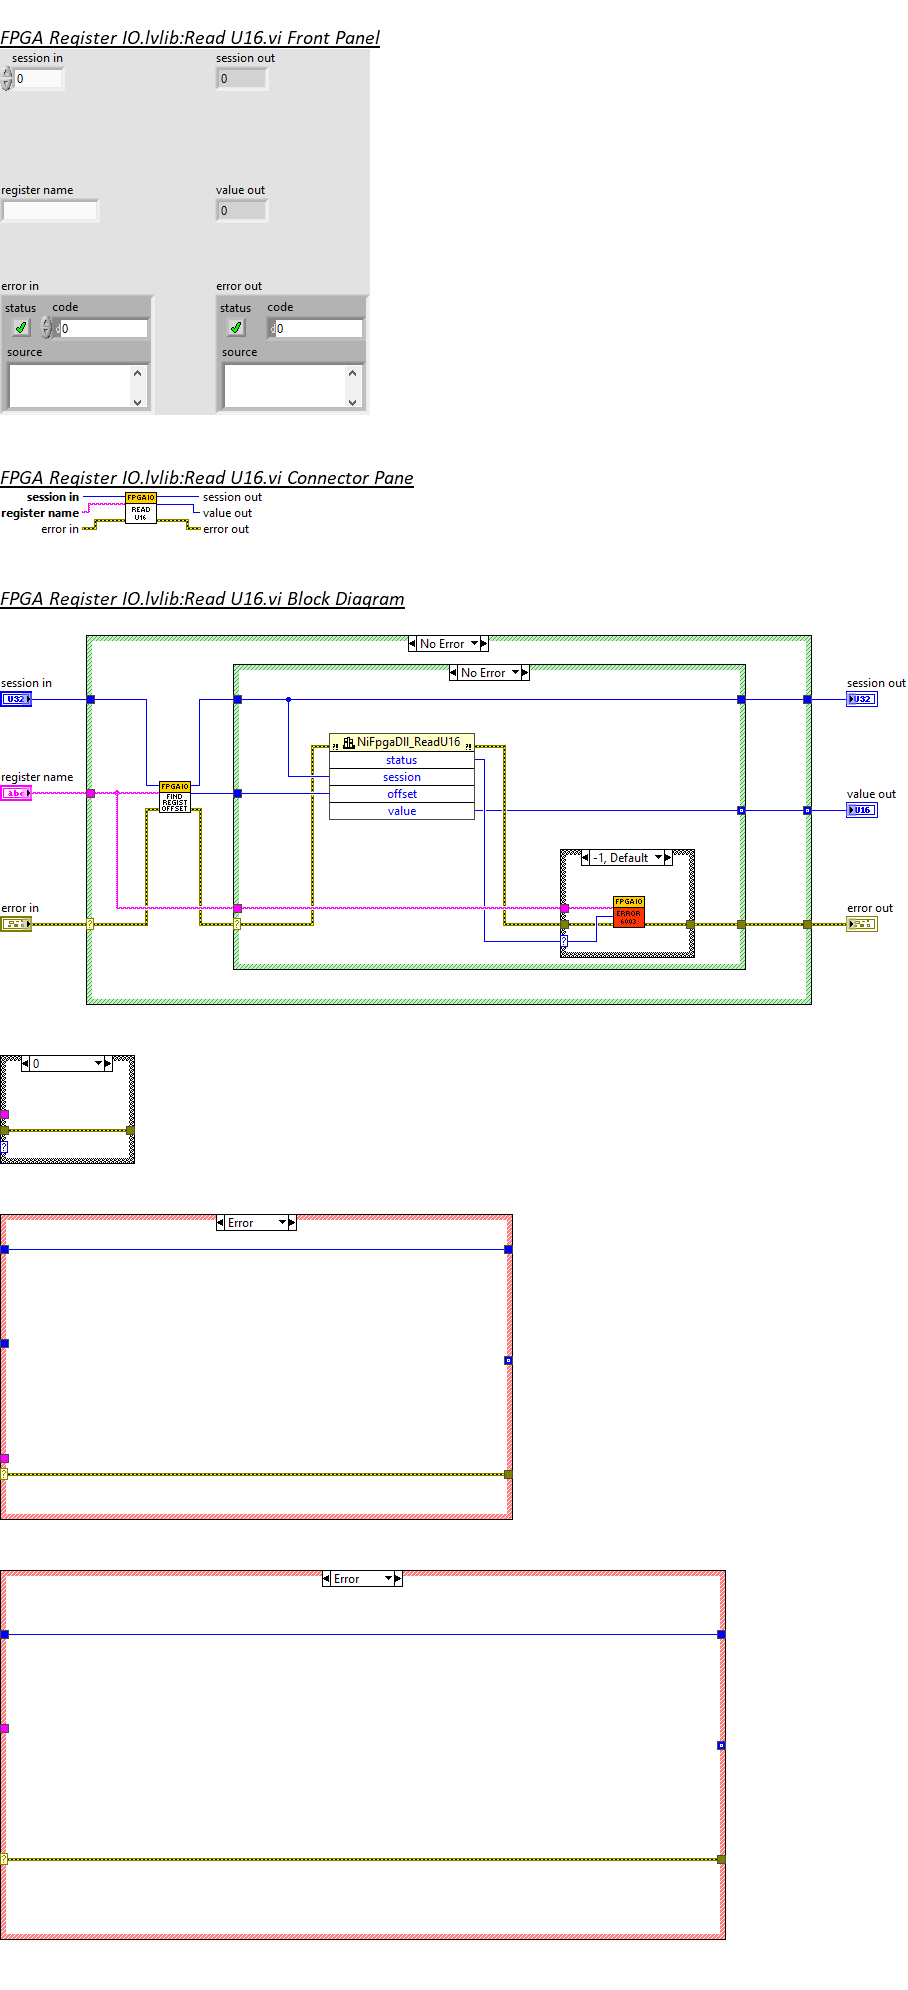 FPGA Register IO.lvlib:Read U16.vi Front Panel
session in
session out
0
0
register name
value out
0
error in
error out
status code
status code
d 0
d 0
source
source
FPGA Register IO.lvlib:Read U16.vi Connector Pane
session in
FPGAIO
READ
U16
session out
register name
value out
error in
error out
FPGA Register IO.lvlib:Read U16.vi Block Diagram
No Error
No Error
session in
U32
session out
U32
NiFpgaDll_ReadU16
status
session
offset
value
register name
abc
FPGAIO
FIND
REGIST
OFFSET
value out
U16
-1, Default
FPGAIO
ERROR
6003
error in
error out
?
?
?
0
?
Error
?
Error
?